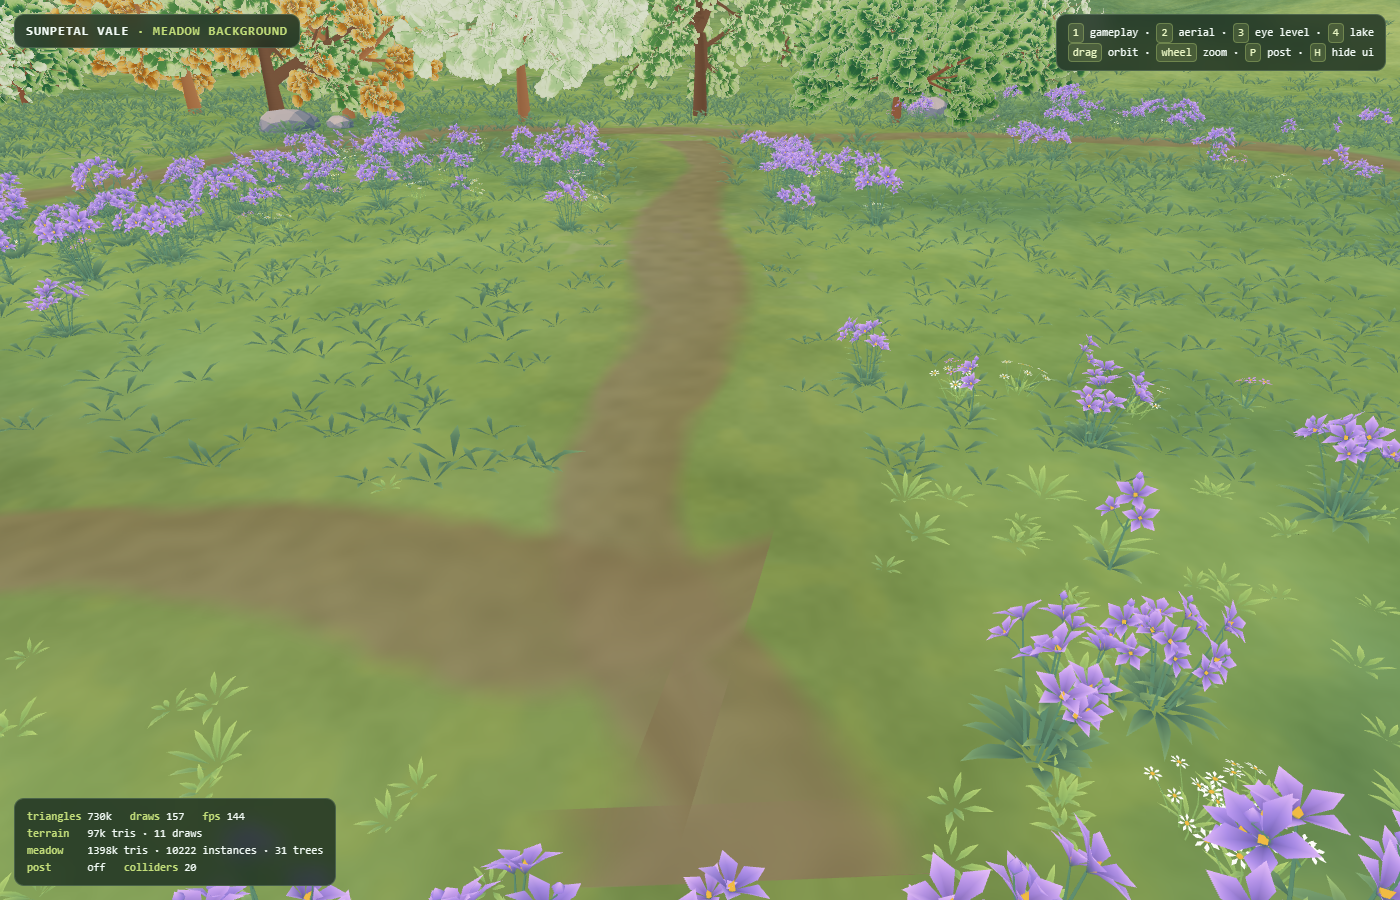 SUNPETAL VALE · MEADOW BACKGROUND
1 gameplay · 2 aerial · 3 eye level · 4 lake
drag orbit · wheel zoom · P post · H hide ui
triangles 730k draws 157 fps 144
terrain 97k tris · 11 draws
meadow 1398k tris · 10222 instances · 31 trees
post off colliders 20